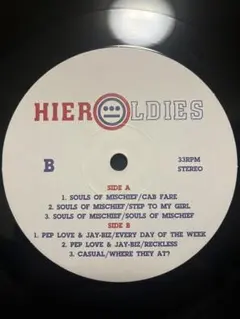 HIEROLDIES
B
33RPM
STEREO
SIDE A
1. SOULS OF MISCHIEF/CAB FARE
2. SOULS OF MISCHIEF/STEP TO MY GIRL
3. SOULS OF MISCHIEF/SOULS OF MISCHIEF
SIDE B
1. PEP LOVE & JAY-BIZ/EVERY DAY OF THE WEEK
2. PEP LOVE & JAY-BIZ/RECKLESS
3. CASUAL/WHERE THEY AT?